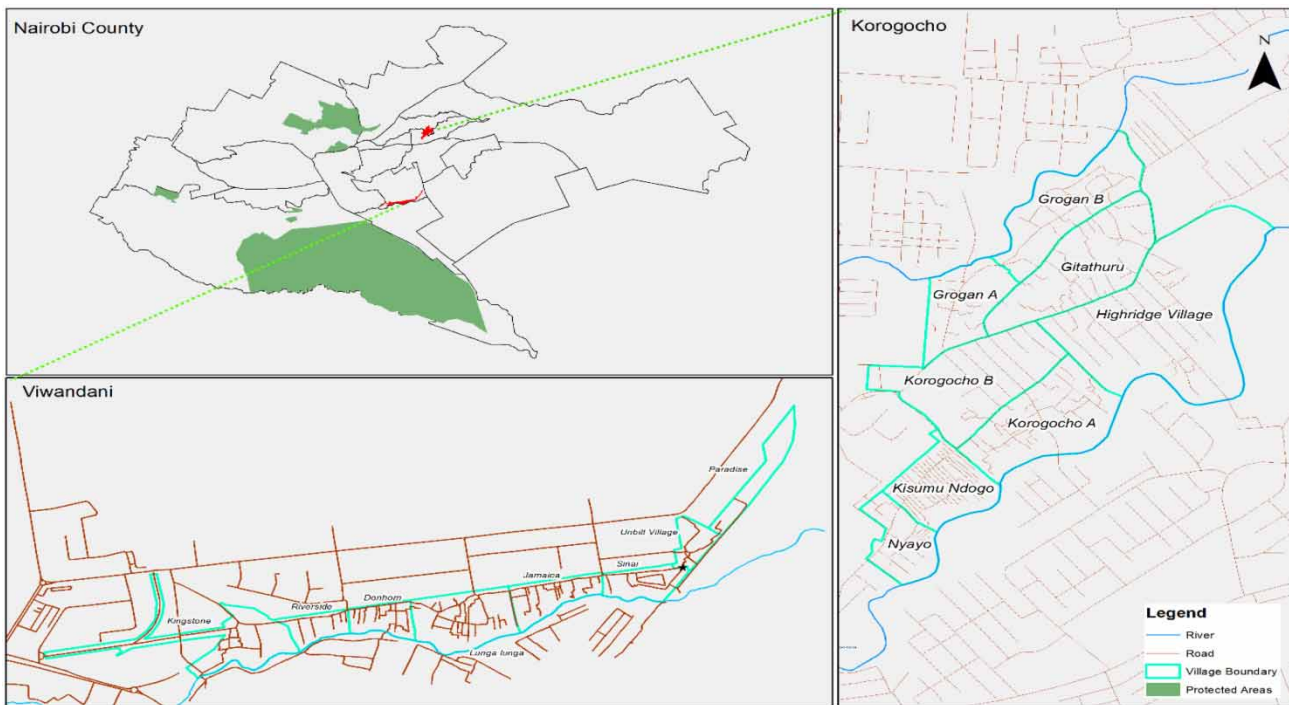 Nairobi County
Viwandani
Paradise
Unbill Village
Sinai
Jamaica
Donhom
Riverside
Kingstone
Lunga lunga
Korogocho
N
Grogan B
Gitathuru
Grogan A
Highridge Village
Korogocho B
Korogocho A
Kisumu Ndogo
Nyayo
Legend
River
Road
Village Boundary
Protected Areas